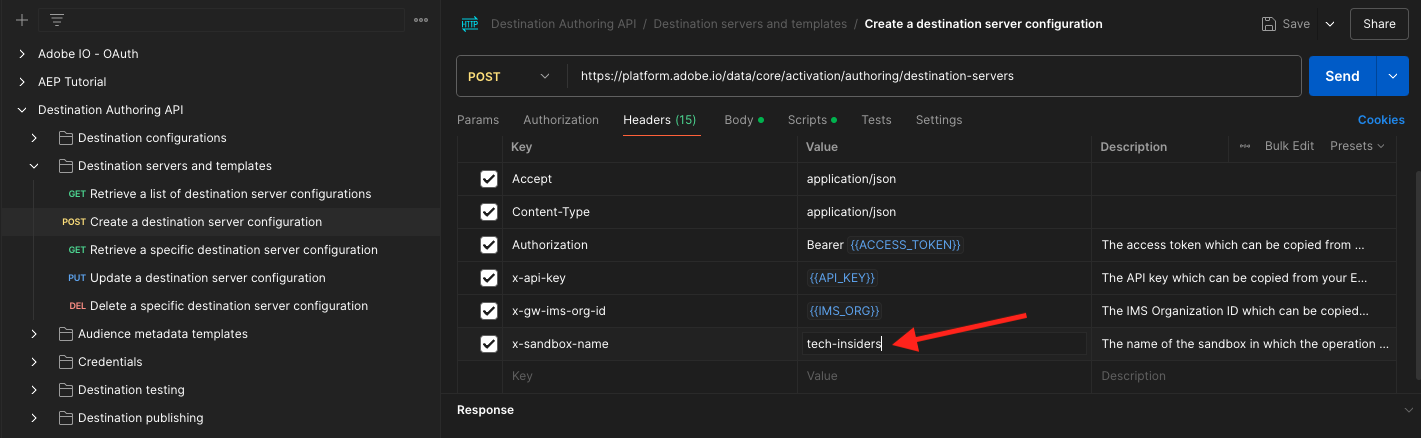 Adobe IO - OAuth
AEP Tutorial
Destination Authoring API
Destination configurations
Destination servers and templates
GET Retrieve a list of destination server configurations
POST Create a destination server configuration
GET Retrieve a specific destination server configuration
PUT Update a destination server configuration
DEL Delete a specific destination server configuration
Audience metadata templates
Credentials
Destination testing
Destination publishing
HTTP Destination Authoring API / Destination servers and templates / Create a destination server configuration
Save
Share
POST https://platform.adobe.io/data/core/activation/authoring/destination-servers
Send
Params Authorization Headers (15) Body Scripts Tests Settings Cookies
Key Value Description Bulk Edit Presets
Accept application/json
Content-Type application/json
Authorization Bearer {{ACCESS_TOKEN}} The access token which can be copied from ...
x-api-key {{API_KEY}} The API key which can be copied from your E...
x-gw-ims-org-id {{IMS_ORG}} The IMS Organization ID which can be copied...
x-sandbox-name tech-insiders The name of the sandbox in which the operation ...
Key Value Description
Response